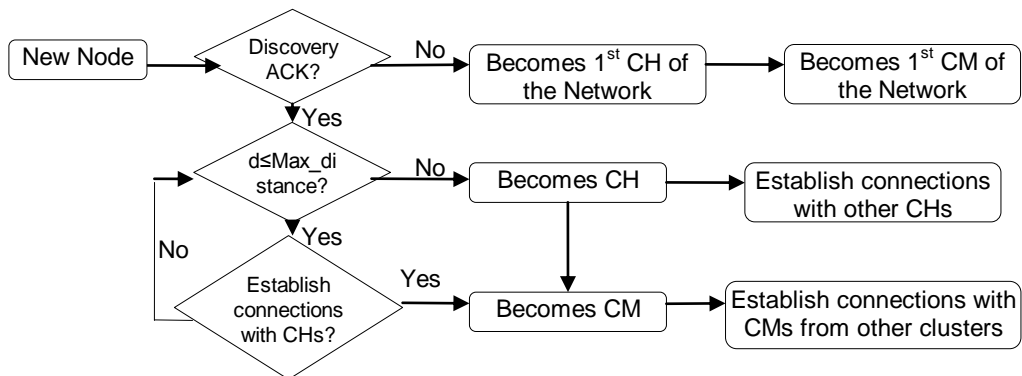 New Node
Discovery
ACK?
No
Becomes 1st CH of
the Network
Becomes 1st CM of
the Network
Yes
d≤Max_di
stance?
No
Becomes CH
Establish connections
with other CHs
Yes
No
Establish
connections
with CHs?
Yes
Becomes CM
Establish connections with
CMs from other clusters